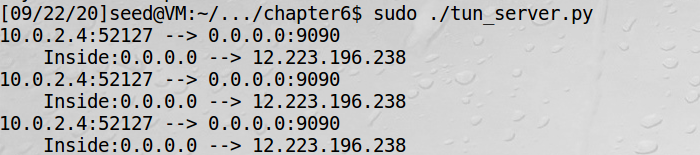 [09/22/20]seed@VM:~/.../chapter6$ sudo ./tun_server.py
10.0.2.4:52127 --> 0.0.0.0:9090
    Inside:0.0.0.0 --> 12.223.196.238
10.0.2.4:52127 --> 0.0.0.0:9090
    Inside:0.0.0.0 --> 12.223.196.238
10.0.2.4:52127 --> 0.0.0.0:9090
    Inside:0.0.0.0 --> 12.223.196.238